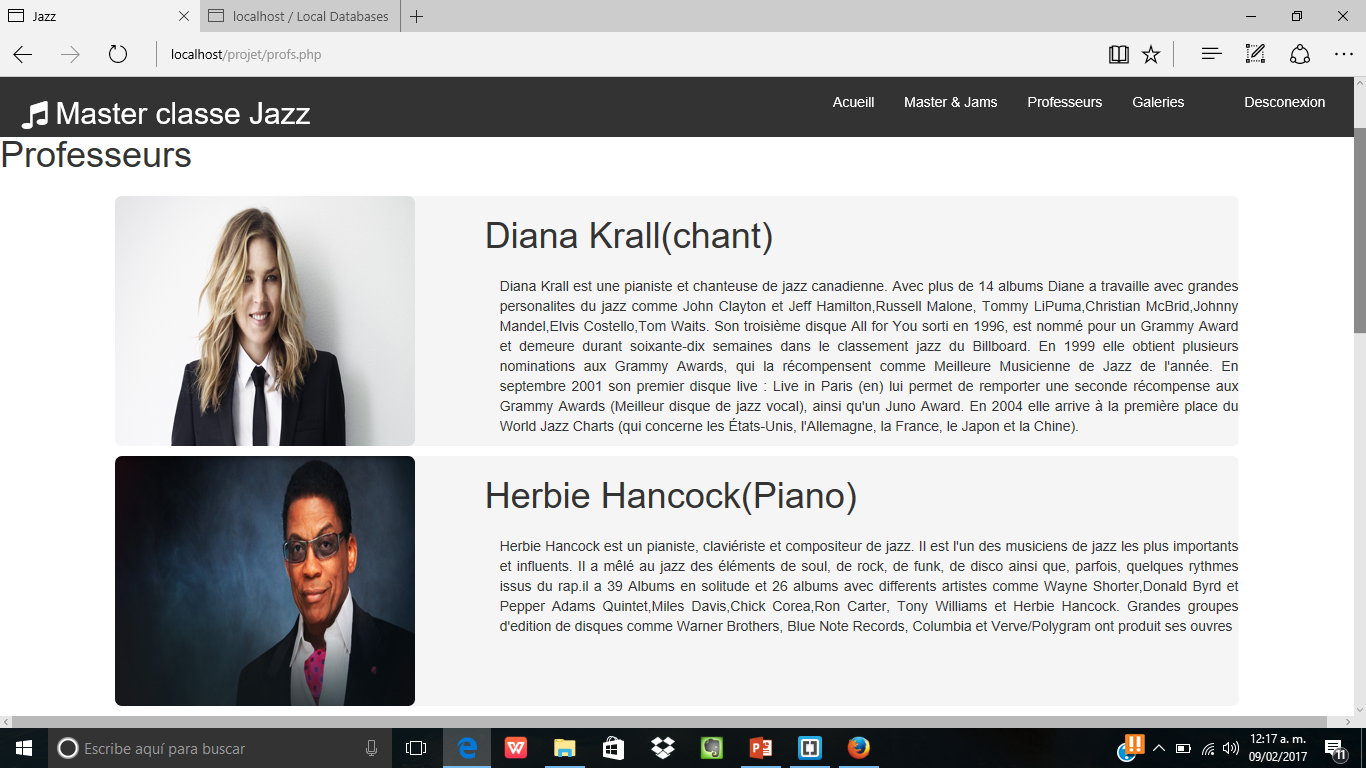 Jazz
localhost / Local Databases
localhost/projet/profs.php
Master classe Jazz
Acueill Master & Jams Professeurs Galeries Desconexion
Professeurs
Diana Krall(chant)
Diana Krall est une pianiste et chanteuse de jazz canadienne. Avec plus de 14 albums Diane a travaille avec grandes
personalites du jazz comme John Clayton et Jeff Hamilton,Russell Malone, Tommy LiPuma,Christian McBrid,Johnny
Mandel,Elvis Costello,Tom Waits. Son troisième disque All for You sorti en 1996, est nommé pour un Grammy Award
et demeure durant soixante-dix semaines dans le classement jazz du Billboard. En 1999 elle obtient plusieurs
nominations aux Grammy Awards, qui la récompensent comme Meilleure Musicienne de Jazz de l'année. En
septembre 2001 son premier disque live : Live in Paris (en) lui permet de remporter une seconde récompense aux
Grammy Awards (Meilleur disque de jazz vocal), ainsi qu'un Juno Award. En 2004 elle arrive à la première place du
World Jazz Charts (qui concerne les États-Unis, l'Allemagne, la France, le Japon et la Chine).
Herbie Hancock(Piano)
Herbie Hancock est un pianiste, claviériste et compositeur de jazz. Il est l'un des musiciens de jazz les plus importants
et influents. Il a mêlé au jazz des éléments de soul, de rock, de funk, de disco ainsi que, parfois, quelques rythmes
issus du rap.il a 39 Albums en solitude et 26 albums avec differents artistes comme Wayne Shorter,Donald Byrd et
Pepper Adams Quintet,Miles Davis,Chick Corea,Ron Carter, Tony Williams et Herbie Hancock. Grandes groupes
d'edition de disques comme Warner Brothers, Blue Note Records, Columbia et Verve/Polygram ont produit ses ouvres
Escribe aquí para buscar
12:17 a. m.
09/02/2017
11